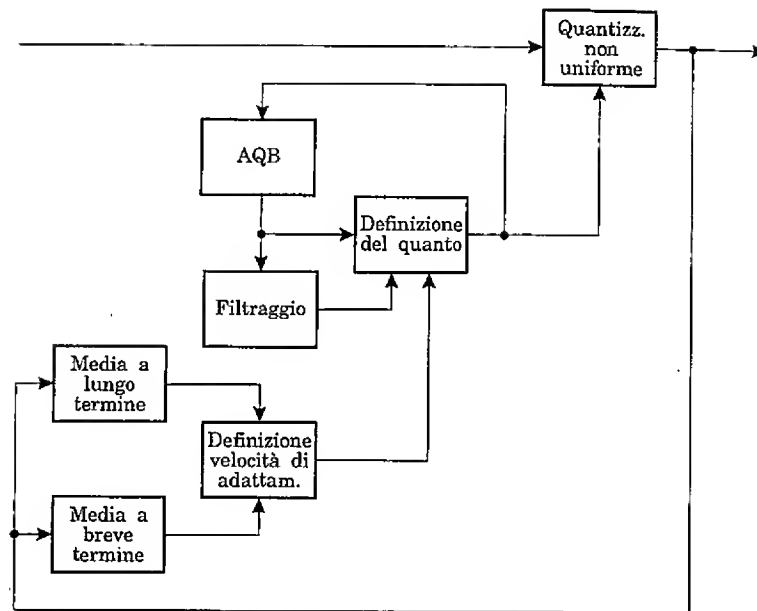 Quantizz.
non
uniforme
AQB
Definizione
del quanto
Filtraggio
Media a
lungo
termine
Definizione
velocità di
adattam.
Media a
breve
termine